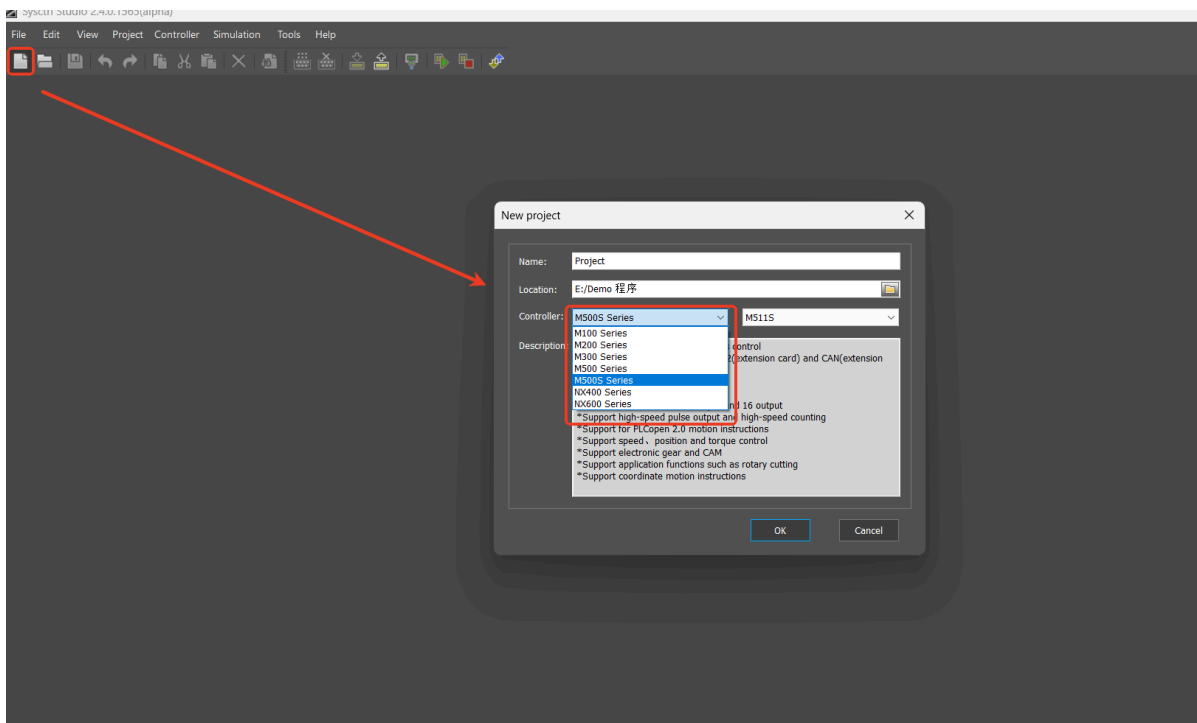 Sysctrl Studio 2.4.0.1563(alpha)
File Edit View Project Controller Simulation Tools Help
New project
Name: Project
Location: E:/Demo 程序
Controller: M500S Series M511S
M100 Series
M200 Series
M300 Series
M500 Series
M500S Series
NX400 Series
NX600 Series
Description:
control
(extension card) and CAN(extension
16 output
*Support high-speed pulse output and high-speed counting
*Support for PLCopen 2.0 motion instructions
*Support speed、position and torque control
*Support electronic gear and CAM
*Support application functions such as rotary cutting
*Support coordinate motion instructions
OK Cancel